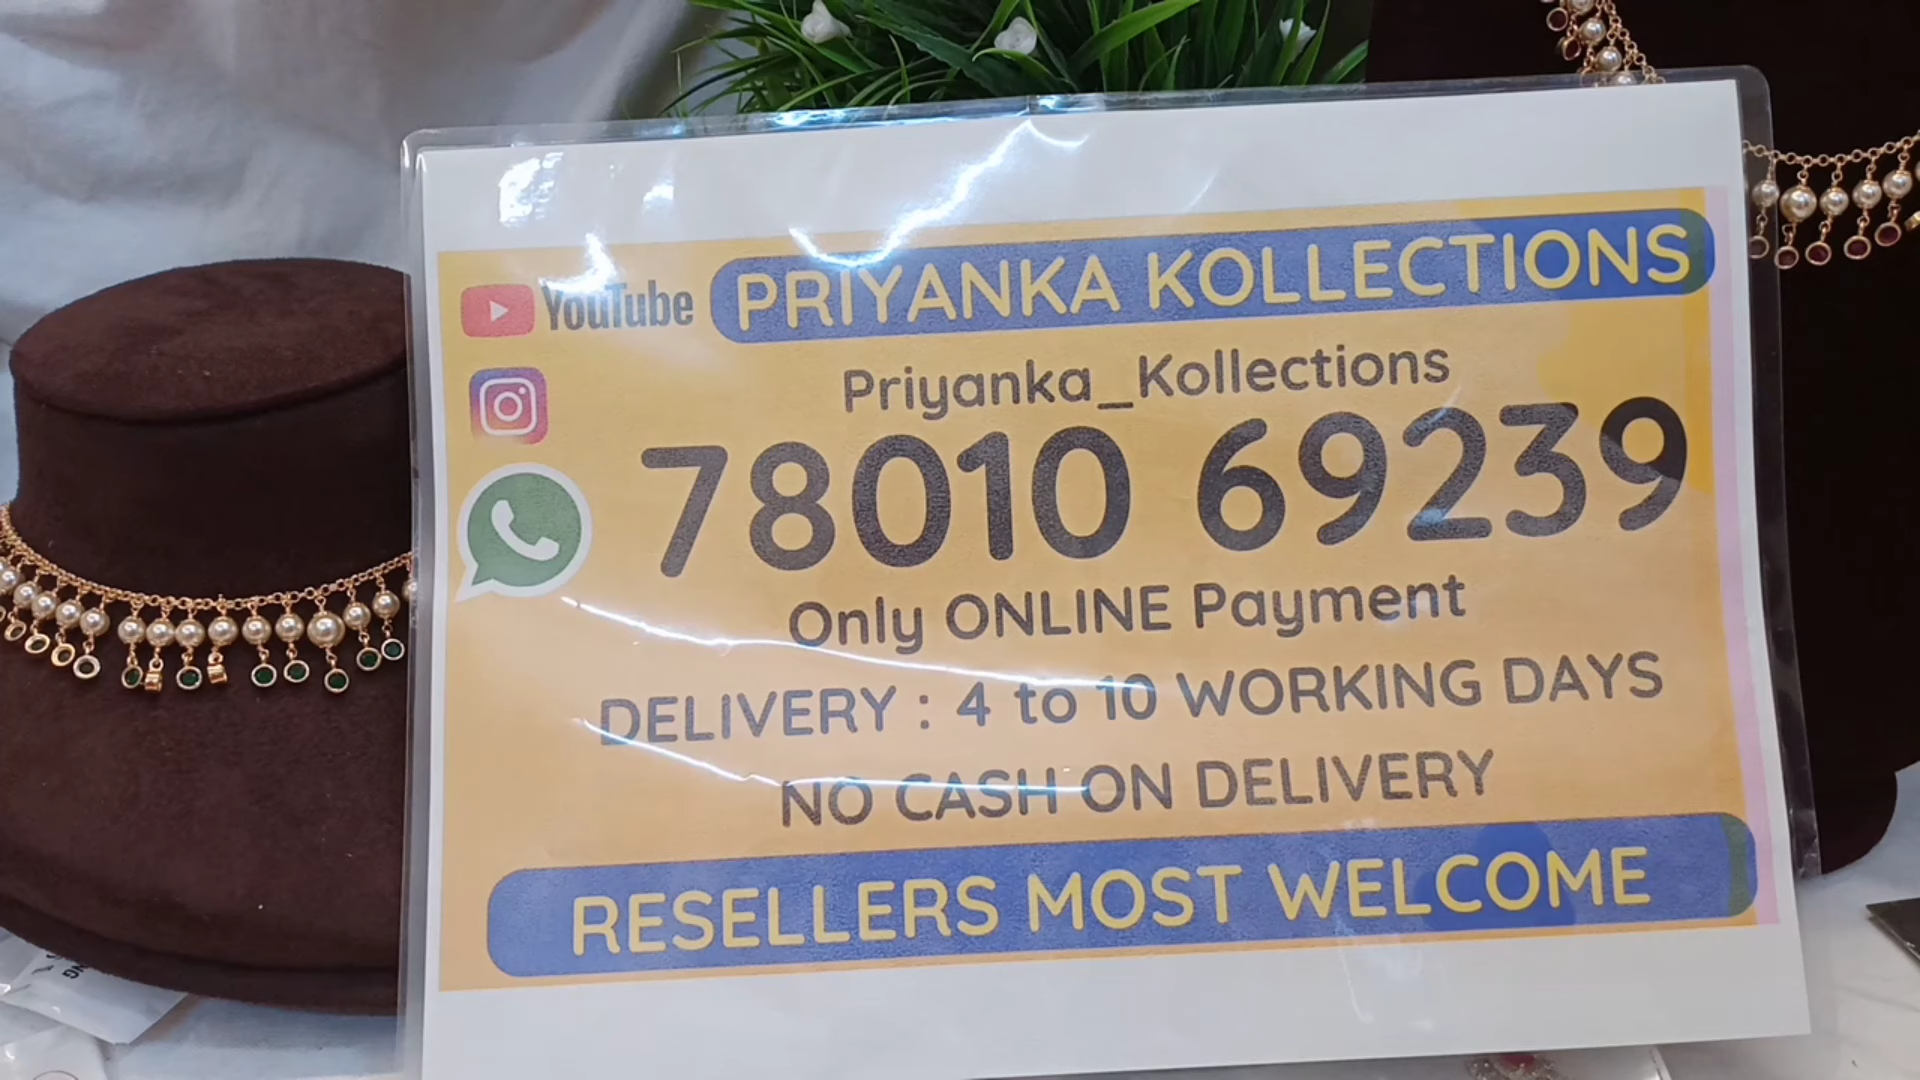 YouTube PRIYANKA KOLLECTIONS
Priyanka_Kollections
78010 69239
Only ONLINE Payment
DELIVERY : 4 to 10 WORKING DAYS
NO CASH ON DELIVERY
RESELLERS MOST WELCOME